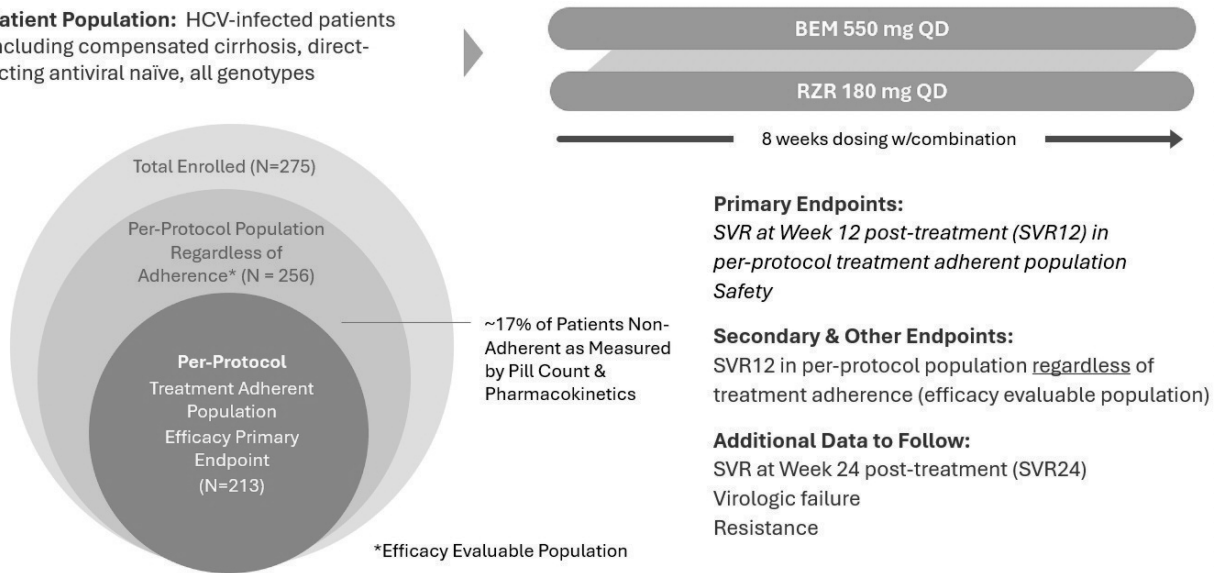 atient Population: HCV-infected patients
ncluding compensated cirrhosis, direct-
cting antiviral naïve, all genotypes
BEM 550 mg QD
RZR 180 mg QD
8 weeks dosing w/combination
Total Enrolled (N=275)
Per-Protocol Population
Regardless of
Adherence* (N = 256)
Per-Protocol
Treatment Adherent
Population
Efficacy Primary
Endpoint
(N=213)
~17% of Patients Non-
Adherent as Measured
by Pill Count &
Pharmacokinetics
*Efficacy Evaluable Population
Primary Endpoints:
SVR at Week 12 post-treatment (SVR12) in
per-protocol treatment adherent population
Safety
Secondary & Other Endpoints:
SVR12 in per-protocol population regardless of
treatment adherence (efficacy evaluable population)
Additional Data to Follow:
SVR at Week 24 post-treatment (SVR24)
Virologic failure
Resistance